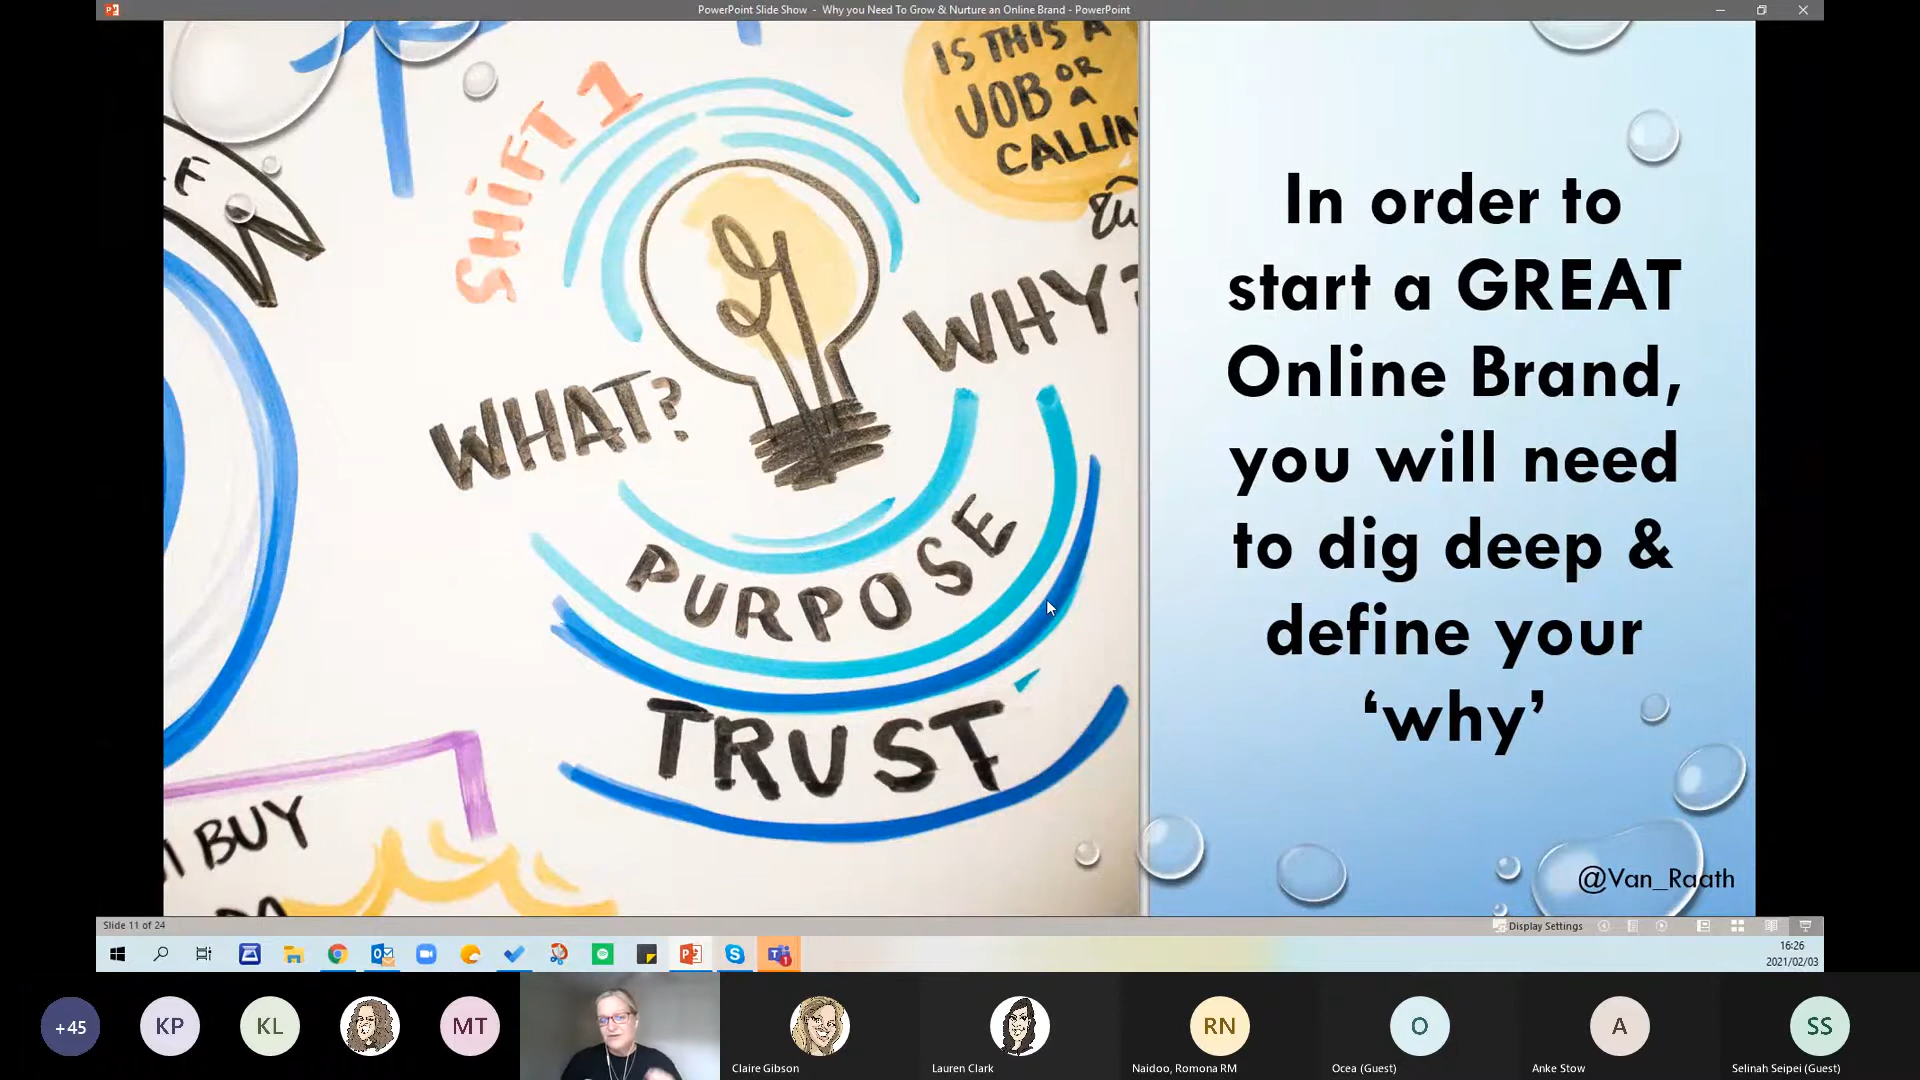 PowerPoint Slide Show - Why you Need To Grow & Nurture an Online Brand - PowerPoint
IS THIS A
JOB OR
A
CALLIN
SHIFT 1
WHAT?
WHY?
PURPOSE
TRUST
BUY
In order to
start a GREAT
Online Brand,
you will need
to dig deep &
define your
‘why’
@Van_Raath
Slide 11 of 24
Display Settings
16:26
2021/02/03
+45
KP
KL
MT
RN
O
A
SS
Claire Gibson
Lauren Clark
Naidoo, Romona RM
Ocea (Guest)
Anke Stow
Selinah Seipei (Guest)